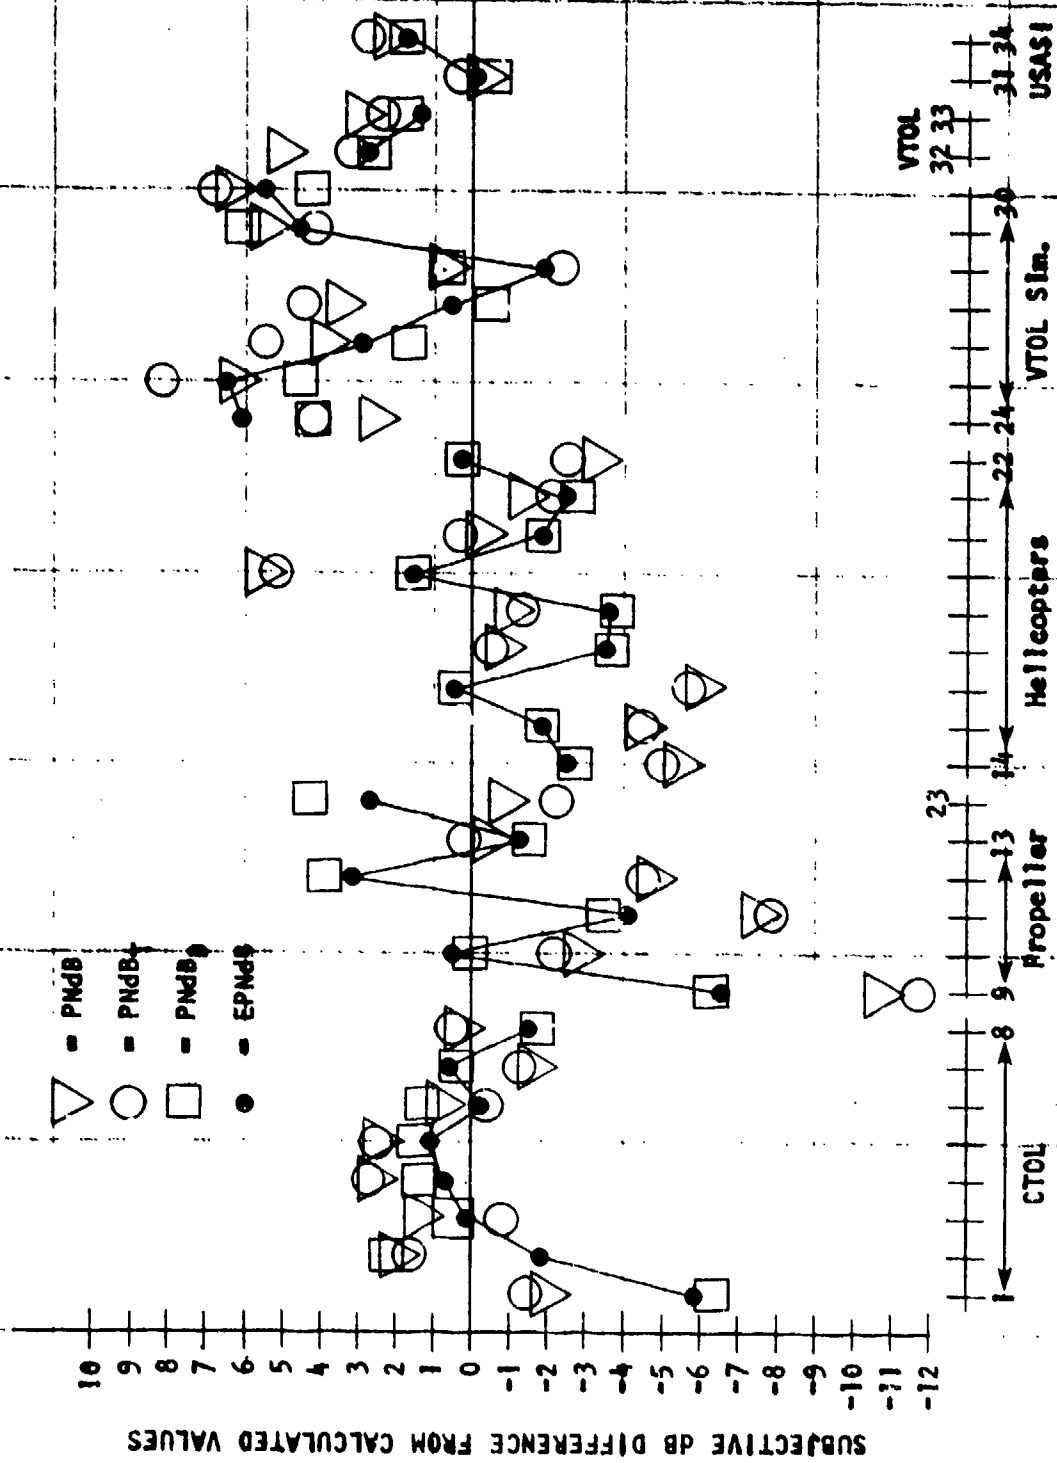 = PNdB
= PNdB+
= PNdB
= EPNdB
SUBJECTIVE dB DIFFERENCE FROM CALCULATED VALUES
10
9
8
7
6
5
4
3
2
1
0
-1
-2
-3
-4
-5
-6
-7
-8
-9
-10
-11
-12
1 8 9 13 23 14 22 24 30 32 33 31 34
VTOL
CTOL Propeller Helicopters VTOL Sim. USASI